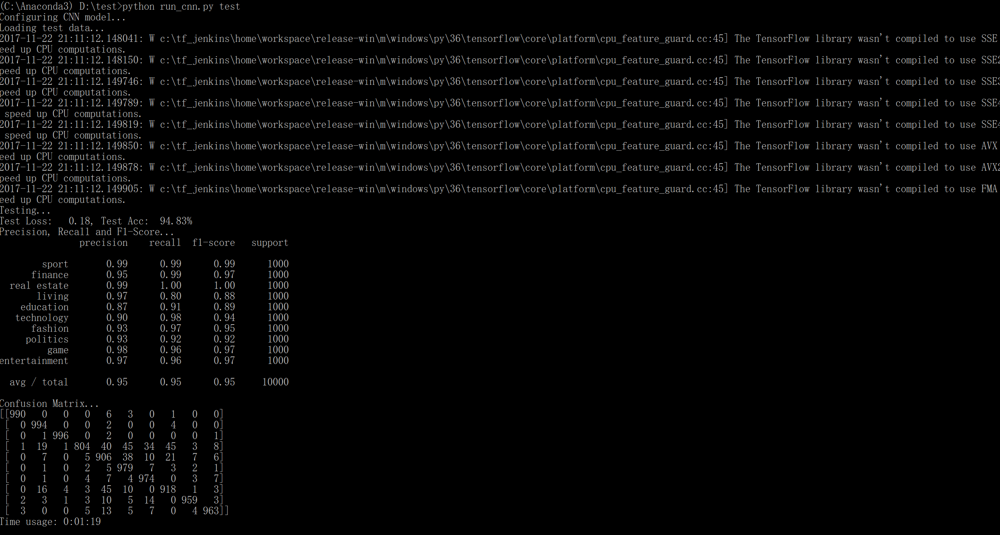 (C:\Anaconda3) D:\test>python run_cnn.py test
Configuring CNN model...
Loading test data...
2017-11-22 21:11:12.148041: W c:\tf_jenkins\home\workspace\release-win\m\windows\py\36\tensorflow\core\platform\cpu_feature_guard.cc:45] The TensorFlow library wasn't compiled to use SSE
eed up CPU computations.
2017-11-22 21:11:12.148150: W c:\tf_jenkins\home\workspace\release-win\m\windows\py\36\tensorflow\core\platform\cpu_feature_guard.cc:45] The TensorFlow library wasn't compiled to use SSE2
peed up CPU computations.
2017-11-22 21:11:12.149746: W c:\tf_jenkins\home\workspace\release-win\m\windows\py\36\tensorflow\core\platform\cpu_feature_guard.cc:45] The TensorFlow library wasn't compiled to use SSE3
peed up CPU computations.
2017-11-22 21:11:12.149789: W c:\tf_jenkins\home\workspace\release-win\m\windows\py\36\tensorflow\core\platform\cpu_feature_guard.cc:45] The TensorFlow library wasn't compiled to use SSE4
 speed up CPU computations.
2017-11-22 21:11:12.149819: W c:\tf_jenkins\home\workspace\release-win\m\windows\py\36\tensorflow\core\platform\cpu_feature_guard.cc:45] The TensorFlow library wasn't compiled to use SSE4
 speed up CPU computations.
2017-11-22 21:11:12.149850: W c:\tf_jenkins\home\workspace\release-win\m\windows\py\36\tensorflow\core\platform\cpu_feature_guard.cc:45] The TensorFlow library wasn't compiled to use AVX
eed up CPU computations.
2017-11-22 21:11:12.149878: W c:\tf_jenkins\home\workspace\release-win\m\windows\py\36\tensorflow\core\platform\cpu_feature_guard.cc:45] The TensorFlow library wasn't compiled to use AVX2
peed up CPU computations.
2017-11-22 21:11:12.149905: W c:\tf_jenkins\home\workspace\release-win\m\windows\py\36\tensorflow\core\platform\cpu_feature_guard.cc:45] The TensorFlow library wasn't compiled to use FMA
eed up CPU computations.
Testing...
Test Loss:   0.18, Test Acc:  94.83%
Precision, Recall and F1-Score...
               precision    recall  f1-score   support
        sport       0.99      0.99      0.99      1000
      finance       0.95      0.99      0.97      1000
  real estate       0.99      1.00      1.00      1000
       living       0.97      0.80      0.88      1000
    education       0.87      0.91      0.89      1000
   technology       0.90      0.98      0.94      1000
      fashion       0.93      0.97      0.95      1000
     politics       0.93      0.92      0.92      1000
         game       0.98      0.96      0.97      1000
entertainment       0.97      0.96      0.97      1000
  avg / total       0.95      0.95      0.95     10000
Confusion Matrix...
[[990   0   0   0   6   3   0   1   0   0]
 [  0 994   0   0   2   0   0   4   0   0]
 [  0   1 996   0   2   0   0   0   0   1]
 [  1  19   1 804  40  45  34  45   3   8]
 [  0   7   0   5 906  38  10  21   7   6]
 [  0   1   0   2   5 979   7   3   2   1]
 [  0   1   0   4   7   4 974   0   3   7]
 [  0  16   4   3  45  10   0 918   1   3]
 [  2   3   1   3  10   5  14   0 959   3]
 [  3   0   0   5  13   5   7   0   4 963]]
Time usage: 0:01:19